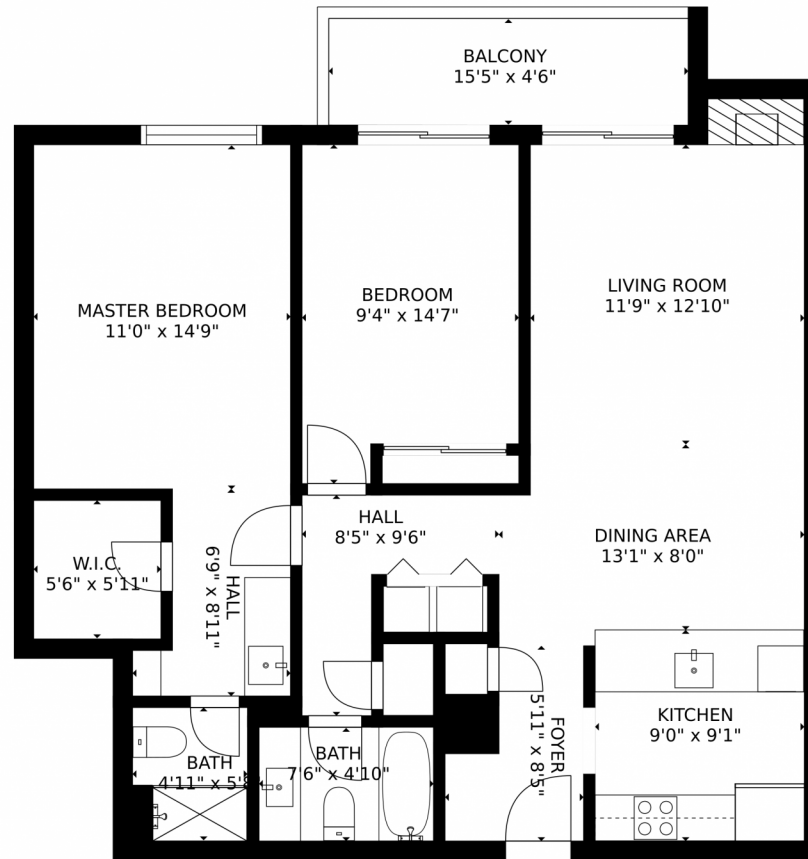 BALCONY
15'5" x 4'6"
MASTER BEDROOM
11'0" x 14'9"
BEDROOM
9'4" x 14'7"
LIVING ROOM
11'9" x 12'10"
HALL
8'5" x 9'6"
DINING AREA
13'1" x 8'0"
W.I.C.
5'6" x 5'11"
HALL
6'9" x 8'11"
KITCHEN
9'0" x 9'1"
FOYER
5'11" x 8'5"
BATH
4'11" x
BATH
7'6" x 4'10"